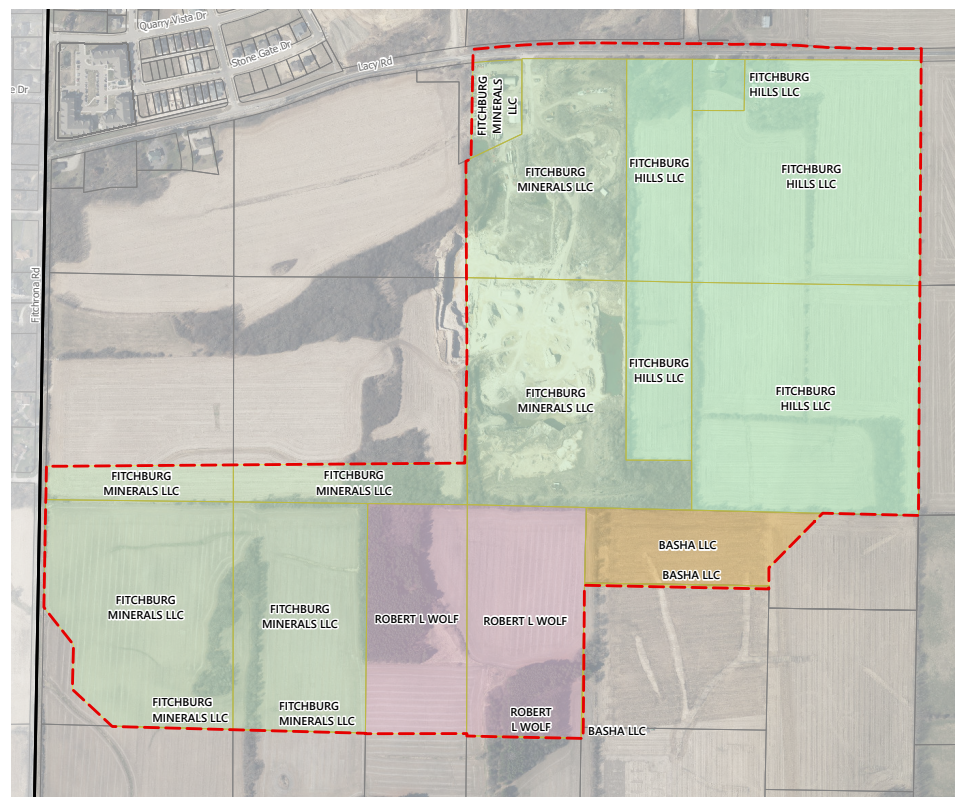 Quarry Vista Dr
Stone Gate Dr
Lacy Rd
e Dr
Fitchrona Rd
FITCHBURG
MINERALS
LLC
FITCHBURG
HILLS LLC
FITCHBURG
MINERALS LLC
FITCHBURG
HILLS LLC
FITCHBURG
HILLS LLC
FITCHBURG
MINERALS LLC
FITCHBURG
HILLS LLC
FITCHBURG
HILLS LLC
FITCHBURG
MINERALS LLC
FITCHBURG
MINERALS LLC
BASHA LLC
BASHA LLC
FITCHBURG
MINERALS LLC
FITCHBURG
MINERALS LLC
ROBERT L WOLF
ROBERT L WOLF
FITCHBURG
MINERALS LLC
FITCHBURG
MINERALS LLC
ROBERT
L WOLF
BASHA LLC